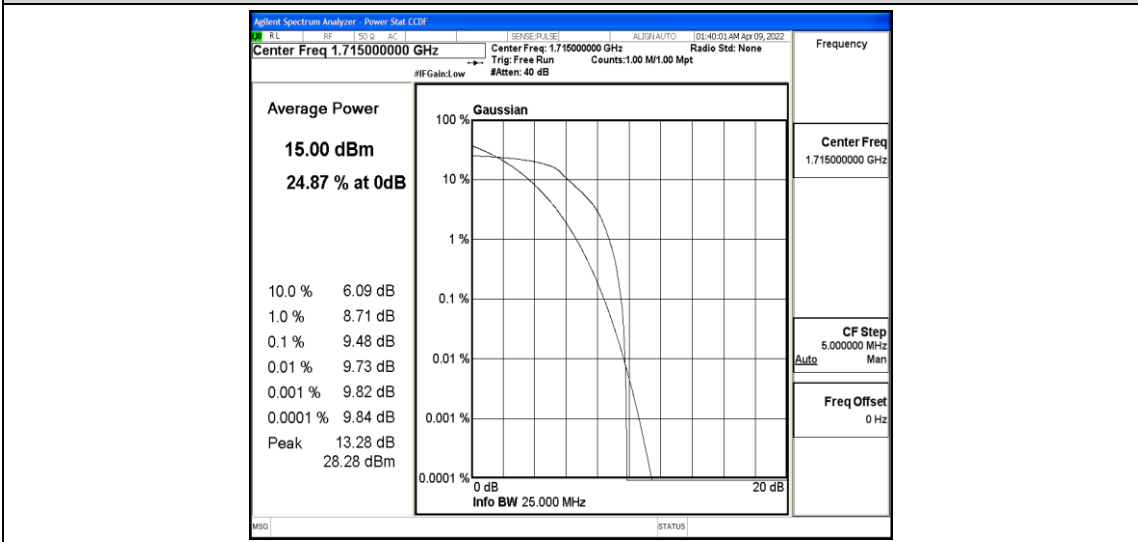 Agilent Spectrum Analyzer - Power Stat CCDF
LXI RL RF 50 Ω AC SENSE:PULSE ALIGNAUTO 01:40:01 AM Apr 09, 2022
Center Freq 1.715000000 GHz
Center Freq: 1.715000000 GHz Radio Std: None
Trig: Free Run Counts:1.00 M/1.00 Mpt
#IFGain:Low #Atten: 40 dB
Frequency
Average Power
15.00 dBm
24.87 % at 0dB
10.0 % 6.09 dB
1.0 % 8.71 dB
0.1 % 9.48 dB
0.01 % 9.73 dB
0.001 % 9.82 dB
0.0001 % 9.84 dB
Peak 13.28 dB
28.28 dBm
Gaussian
100 %
10 %
1 %
0.1 %
0.01 %
0.001 %
0.0001 %
0 dB 20 dB
Info BW 25.000 MHz
Center Freq
1.715000000 GHz
CF Step
5.000000 MHz
Auto Man
Freq Offset
0 Hz
MSG STATUS